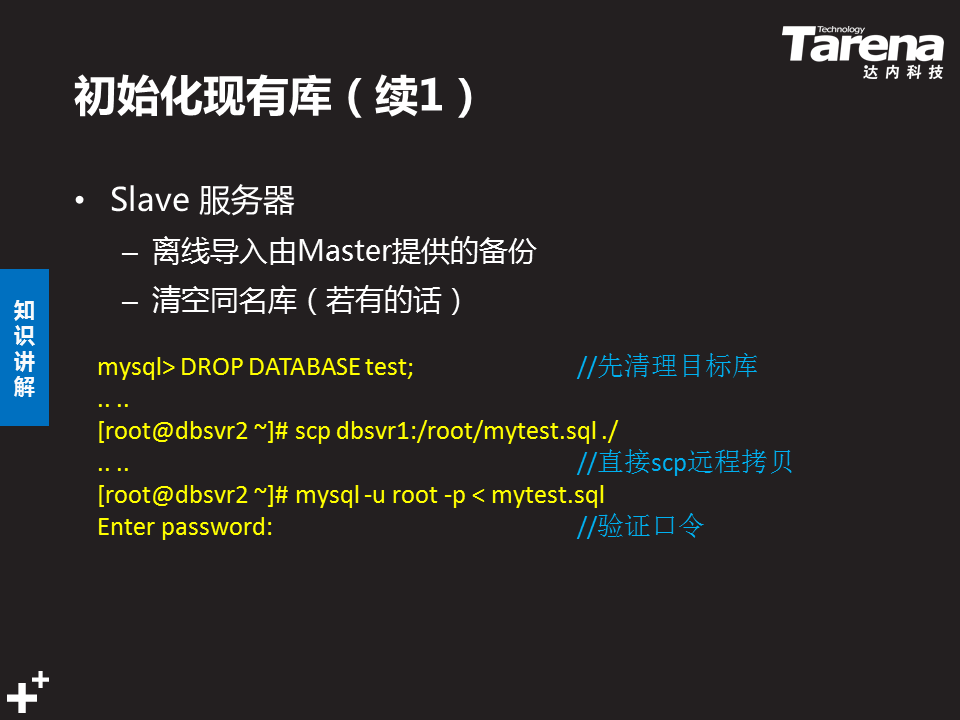 Technology
Tarena
达内科技
初始化现有库（续1）
• Slave 服务器
– 离线导入由Master提供的备份
– 清空同名库（若有的话）
知识讲解
mysql> DROP DATABASE test; //先清理目标库
.. ..
[root@dbsvr2 ~]# scp dbsvr1:/root/mytest.sql ./
.. .. //直接scp远程拷贝
[root@dbsvr2 ~]# mysql -u root -p < mytest.sql
Enter password: //验证口令